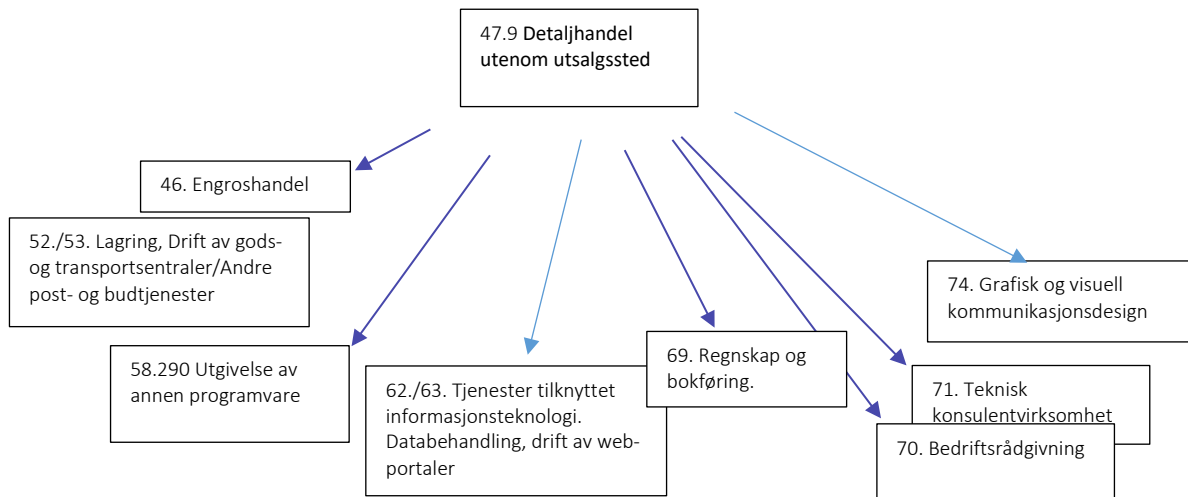 47.9 Detaljhandel
utenom utsalgssted
46. Engroshandel
52./53. Lagring, Drift av gods-
og transportsentraler/Andre
post- og budtjenester
74. Grafisk og visuell
kommunikasjonsdesign
58.290 Utgivelse av
annen programvare
62./63. Tjenester tilknyttet
informasjonsteknologi.
Databehandling, drift av web-
portaler
69. Regnskap og
bokføring.
71. Teknisk
konsulentvirksomhet
70. Bedriftsrådgivning